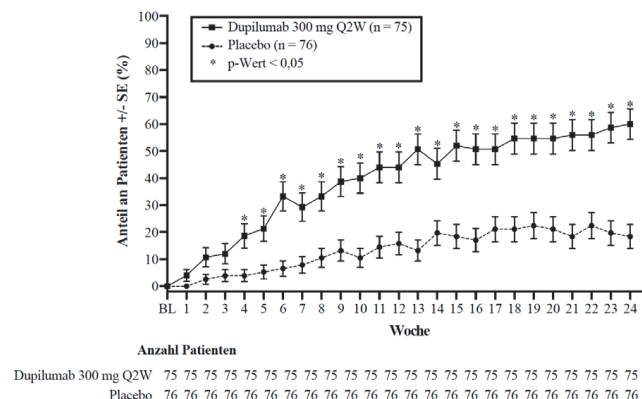 Dupilumab 300 mg Q2W (n = 75)
Placebo (n = 76)
* p-Wert < 0,05
Anteil an Patienten +/- SE (%)
100
90
80
70
60
50
40
30
20
10
0
* * * * * * * * * * * * * * * * * * * * *
BL 1 2 3 4 5 6 7 8 9 10 11 12 13 14 15 16 17 18 19 20 21 22 23 24
Woche
Anzahl Patienten
Dupilumab 300 mg Q2W 75 75 75 75 75 75 75 75 75 75 75 75 75 75 75 75 75 75 75 75 75 75 75 75 75
Placebo 76 76 76 76 76 76 76 76 76 76 76 76 76 76 76 76 76 76 76 76 76 76 76 76 76